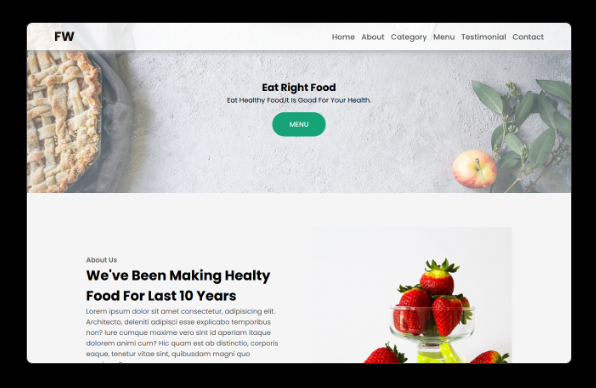 FW
Home About Category Menu Testimonial Contact
Eat Right Food
Eat Healthy Food,It Is Good For Your Health.
MENU
About Us
We've Been Making Healty
Food For Last 10 Years
Lorem ipsum dolor sit amet consectetur, adipisicing elit.
Architecto, deleniti adipisci esse explicabo temporibus
non? Iure cumque maxime vero sint id aperiam itaque
dolorem animi cum? Hic quam est ab distinctio, corporis
eaque, tenetur vitae sint, quibusdam magni quo